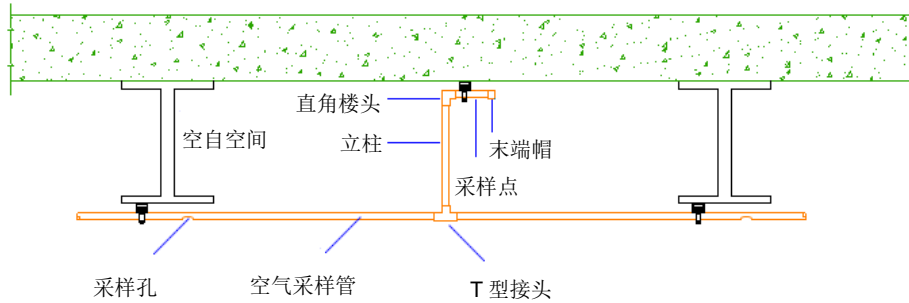 直角楼头
空自空间
立柱
末端帽
采样点
采样孔
空气采样管
T 型接头